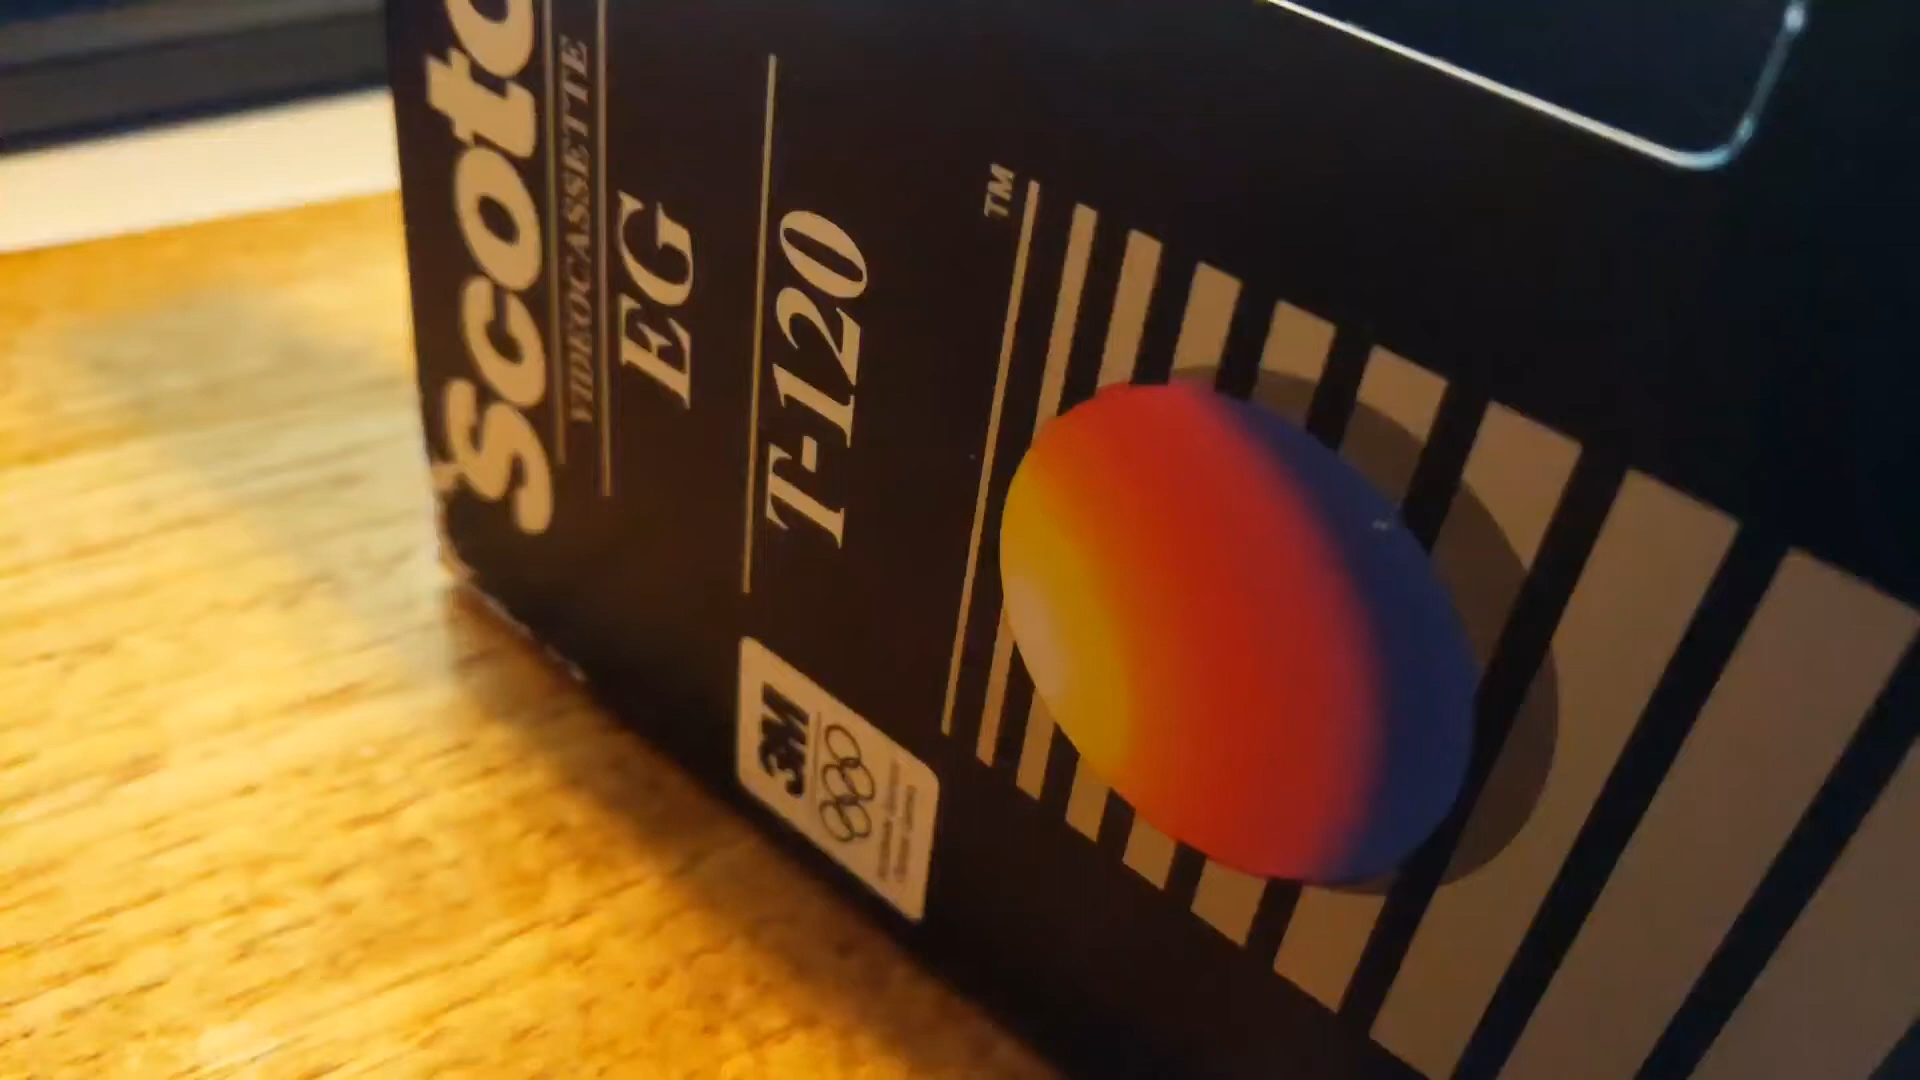 Scotc
VIDEOCASSETTE
EG
T-120
TM
3M